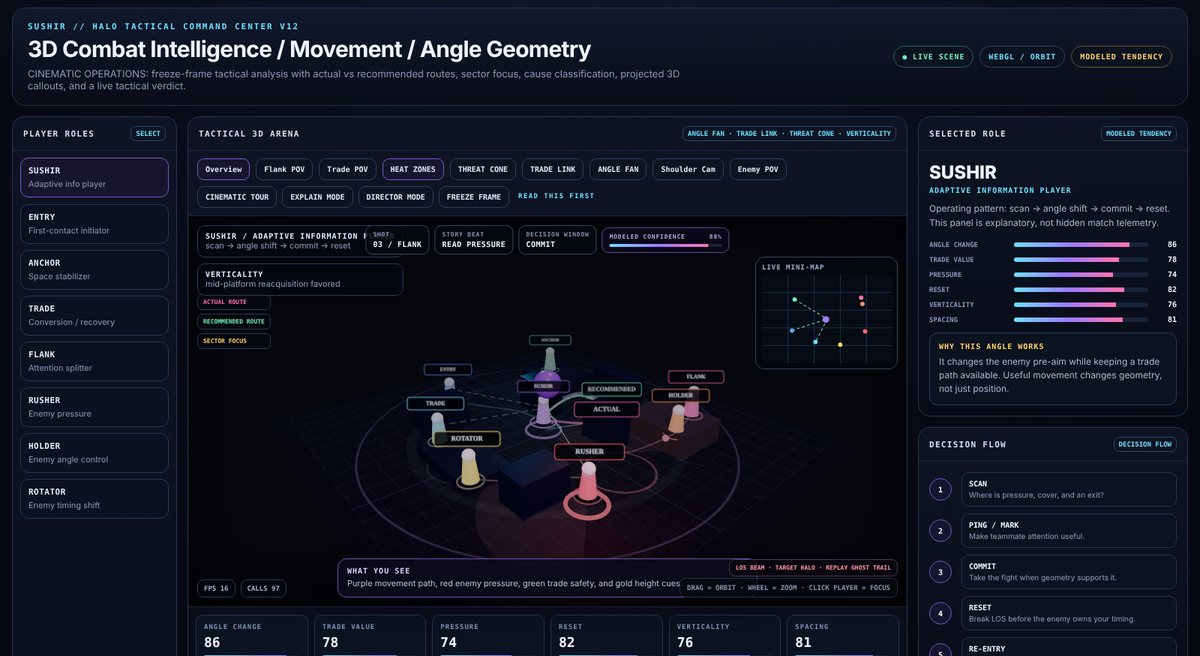 SUSHIR // HALO TACTICAL COMMAND CENTER V12
3D Combat Intelligence / Movement / Angle Geometry
CINEMATIC OPERATIONS: freeze-frame tactical analysis with actual vs recommended routes, sector focus, cause classification, projected 3D
callouts, and a live tactical verdict.
LIVE SCENE
WEBGL / ORBIT
MODELED TENDENCY
PLAYER ROLES
SELECT
SUSHIR
Adaptive info player
ENTRY
First-contact initiator
ANCHOR
Space stabilizer
TRADE
Conversion / recovery
FLANK
Attention splitter
RUSHER
Enemy pressure
HOLDER
Enemy angle control
ROTATOR
Enemy timing shift
TACTICAL 3D ARENA
ANGLE FAN · TRADE LINK · THREAT CONE · VERTICALITY
Overview
Flank POV
Trade POV
HEAT ZONES
THREAT CONE
TRADE LINK
ANGLE FAN
Shoulder Cam
Enemy POV
CINEMATIC TOUR
EXPLAIN MODE
DIRECTOR MODE
FREEZE FRAME
READ THIS FIRST
SUSHIR / ADAPTIVE INFORMATION
scan → angle shift → commit → reset
SHOT
03 / FLANK
STORY BEAT
READ PRESSURE
DECISION WINDOW
COMMIT
MODELED CONFIDENCE 88%
VERTICALITY
mid-platform reacquisition favored
ACTUAL ROUTE
RECOMMENDED ROUTE
SECTOR FOCUS
LIVE MINI-MAP
ANCHOR
ENTRY
SUSHIR
FLANK
RECOMMENDED
HOLDER
TRADE
ACTUAL
ROTATOR
RUSHER
WHAT YOU SEE
Purple movement path, red enemy pressure, green trade safety, and gold height cues
LOS BEAM · TARGET HALO · REPLAY GHOST TRAIL
DRAG = ORBIT · WHEEL = ZOOM · CLICK PLAYER = FOCUS
FPS 16
CALLS 97
ANGLE CHANGE
86
TRADE VALUE
78
PRESSURE
74
RESET
82
VERTICALITY
76
SPACING
81
SELECTED ROLE
MODELED TENDENCY
SUSHIR
ADAPTIVE INFORMATION PLAYER
Operating pattern: scan → angle shift → commit → reset.
This panel is explanatory, not hidden match telemetry.
ANGLE CHANGE 86
TRADE VALUE 78
PRESSURE 74
RESET 82
VERTICALITY 76
SPACING 81
WHY THIS ANGLE WORKS
It changes the enemy pre-aim while keeping a trade
path available. Useful movement changes geometry,
not just position.
DECISION FLOW
DECISION FLOW
1
SCAN
Where is pressure, cover, and an exit?
2
PING / MARK
Make teammate attention useful.
3
COMMIT
Take the fight when geometry supports it.
4
RESET
Break LOS before the enemy owns your timing.
5
RE-ENTRY